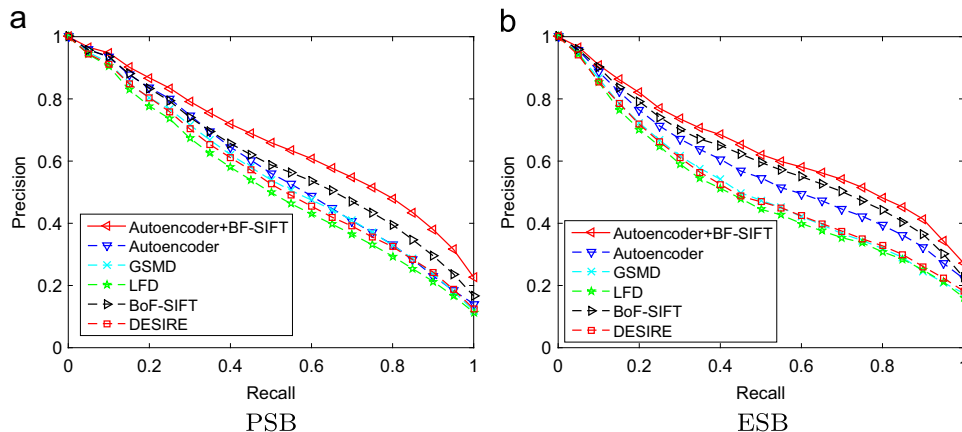 a
1
0.8
0.6
0.4
0.2
0
Precision
Autoencoder+BF-SIFT
Autoencoder
GSMD
LFD
BoF-SIFT
DESIRE
0 0.2 0.4 0.6 0.8 1
Recall
PSB
b
1
0.8
0.6
0.4
0.2
0
Precision
Autoencoder+BF-SIFT
Autoencoder
GSMD
LFD
BoF-SIFT
DESIRE
0 0.2 0.4 0.6 0.8 1
Recall
ESB